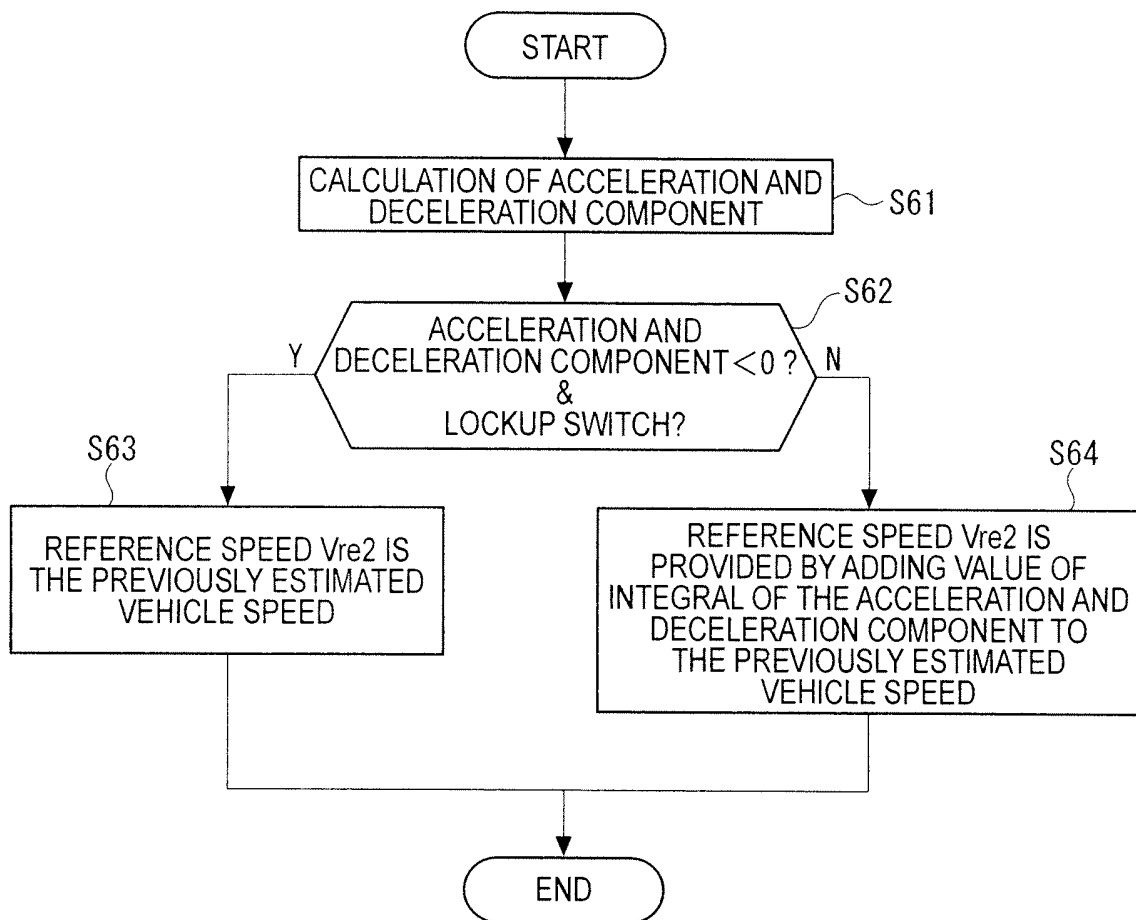 START
CALCULATION OF ACCELERATION AND
DECELERATION COMPONENT
S61
S62
ACCELERATION AND
DECELERATION COMPONENT <0 ?
&
LOCKUP SWITCH?
Y
N
S63
REFERENCE SPEED Vre2 IS
THE PREVIOUSLY ESTIMATED
VEHICLE SPEED
S64
REFERENCE SPEED Vre2 IS
PROVIDED BY ADDING VALUE OF
INTEGRAL OF THE ACCELERATION AND
DECELERATION COMPONENT TO
THE PREVIOUSLY ESTIMATED
VEHICLE SPEED
END